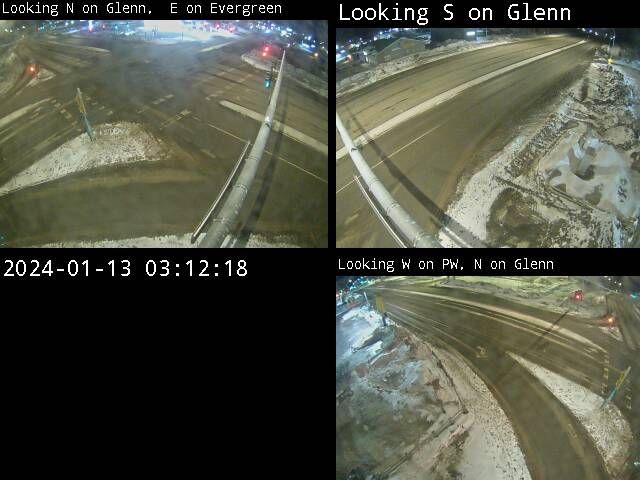 Looking N on Glenn,  E on Evergreen
Looking S on Glenn
2024-01-13 03:12:18
Looking W on PW, N on Glenn